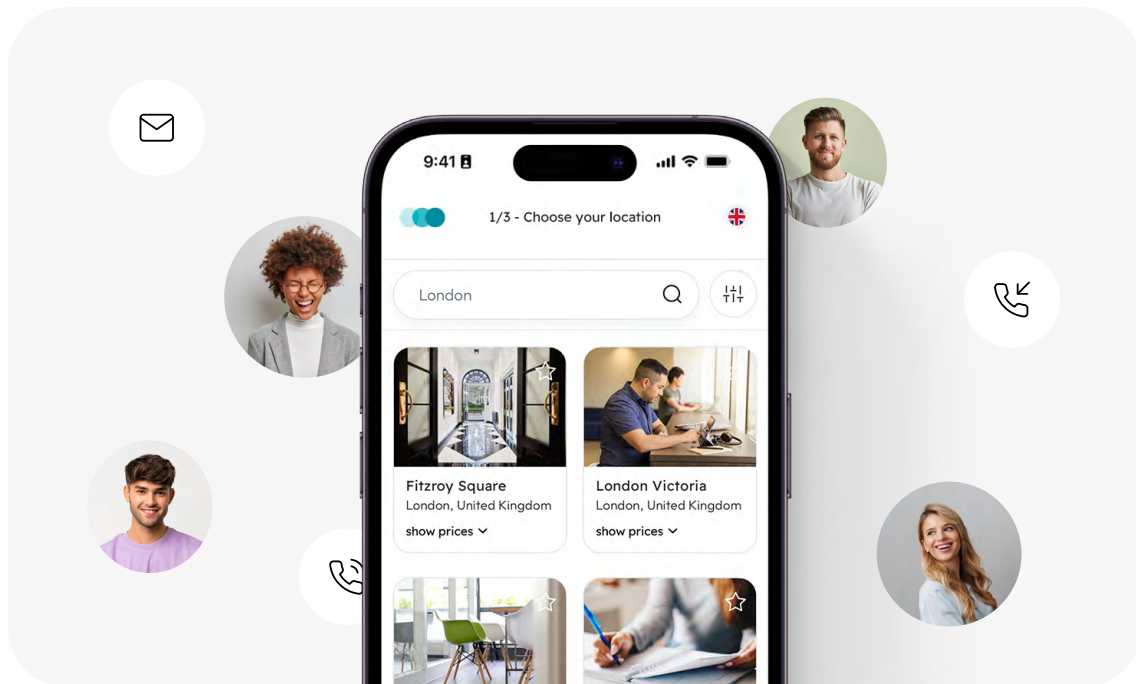 9:41
1/3 - Choose your location
London
Fitzroy Square
London, United Kingdom
show prices
London Victoria
London, United Kingdom
show prices